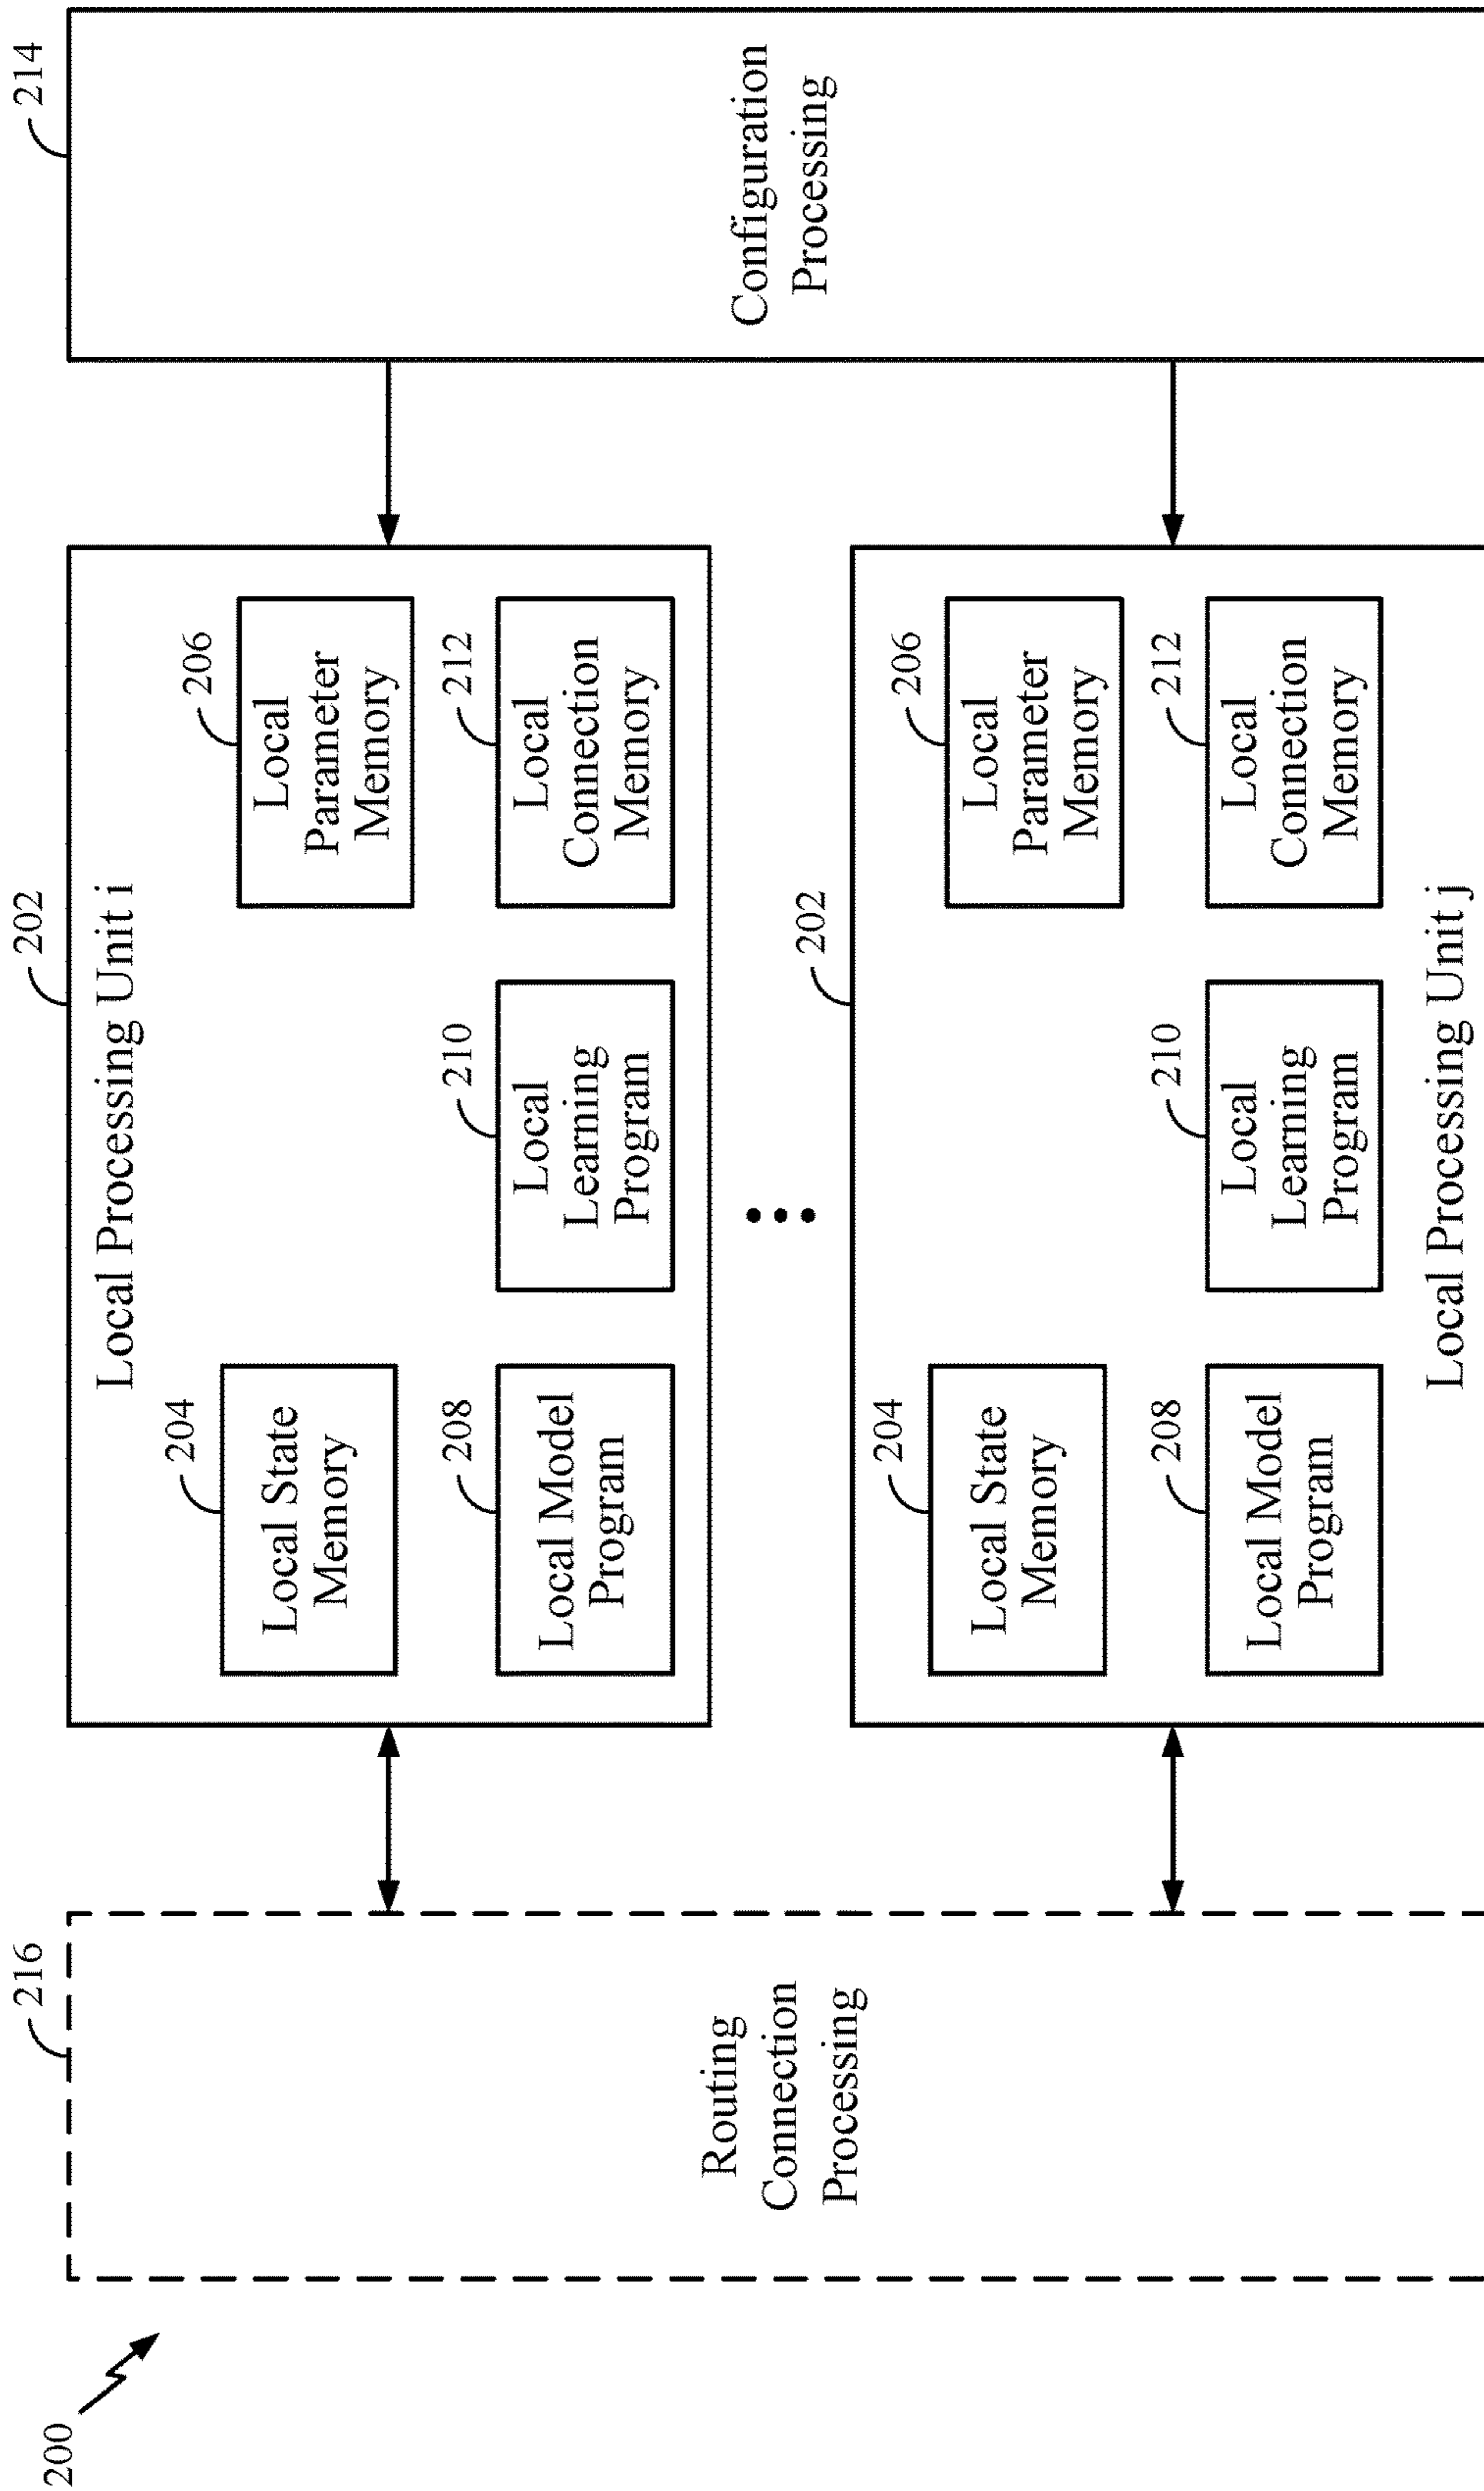 200
216
Routing
Connection
Processing
202
Local Processing Unit i
204
Local State
Memory
206
Local
Parameter
Memory
208
Local Model
Program
210
Local
Learning
Program
212
Local
Connection
Memory
202
204
Local State
Memory
206
Local
Parameter
Memory
208
Local Model
Program
210
Local
Learning
Program
212
Local
Connection
Memory
Local Processing Unit j
214
Configuration
Processing